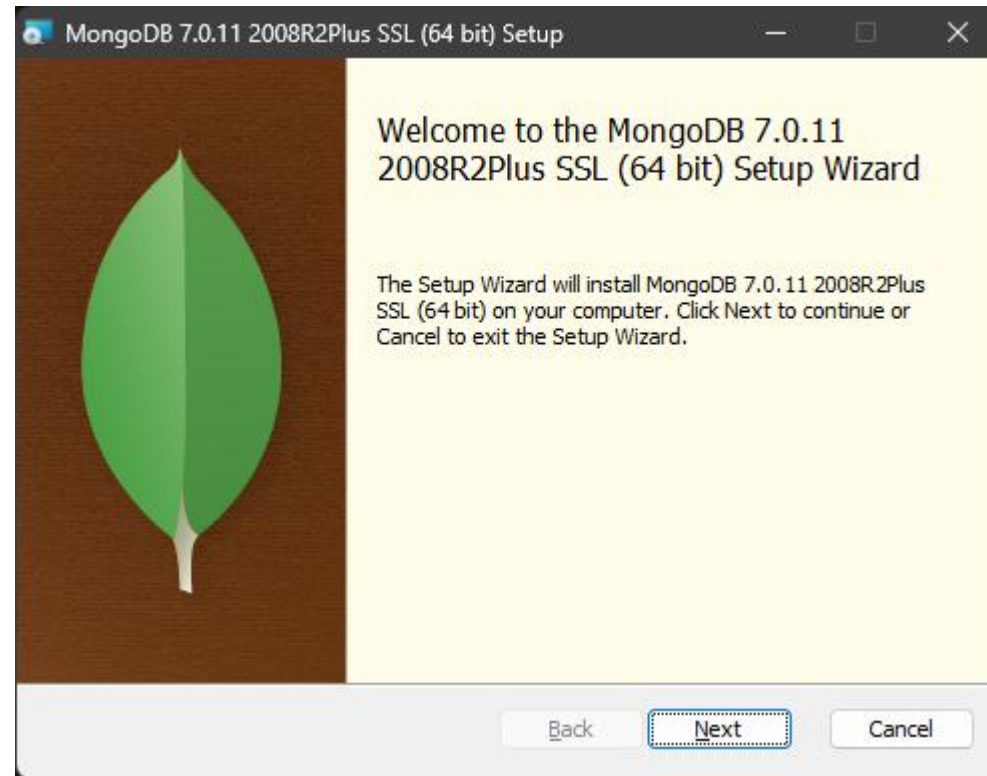 MongoDB 7.0.11 2008R2Plus SSL (64 bit) Setup
Welcome to the MongoDB 7.0.11
2008R2Plus SSL (64 bit) Setup Wizard
The Setup Wizard will install MongoDB 7.0.11 2008R2Plus
SSL (64 bit) on your computer. Click Next to continue or
Cancel to exit the Setup Wizard.
Back
Next
Cancel